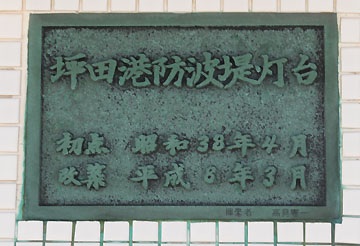 坪田港防波堤灯台
初点 昭和38年4月
改築 平成8年3月